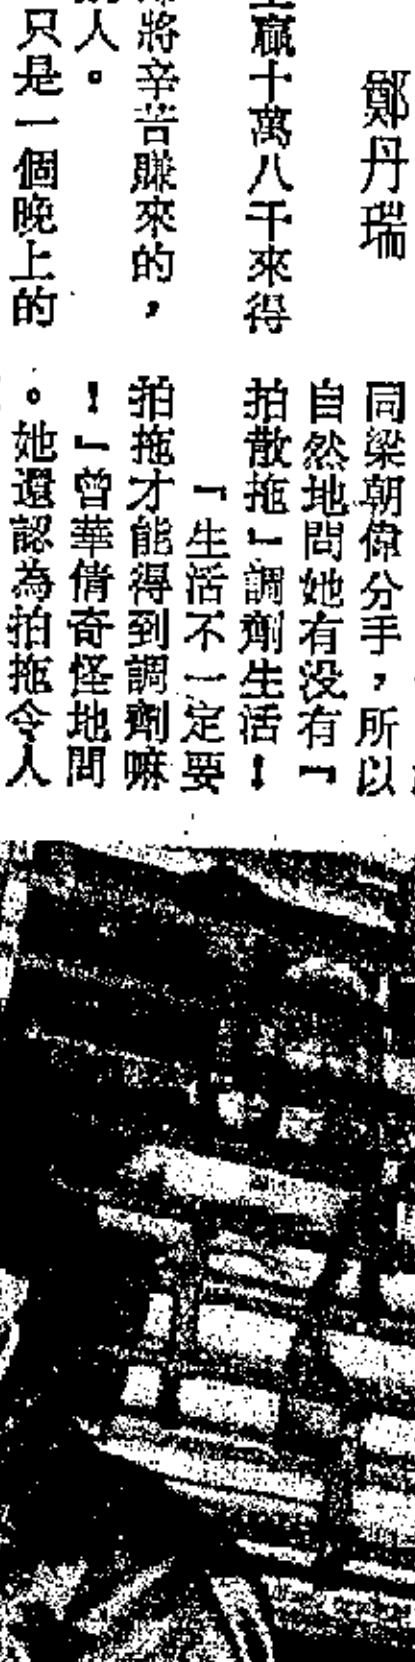 鄭丹瑞
贏十萬八千來得
將辛苦賺來的，
人。
只是一個晚上的
同梁朝偉分手，所以
自然地問她有没有『
拍散拖』調劑生活！
『生活不一定要
拍拖才能得到調劑嘛
！』曾華倩奇怪地問
。她還認為拍拖令人